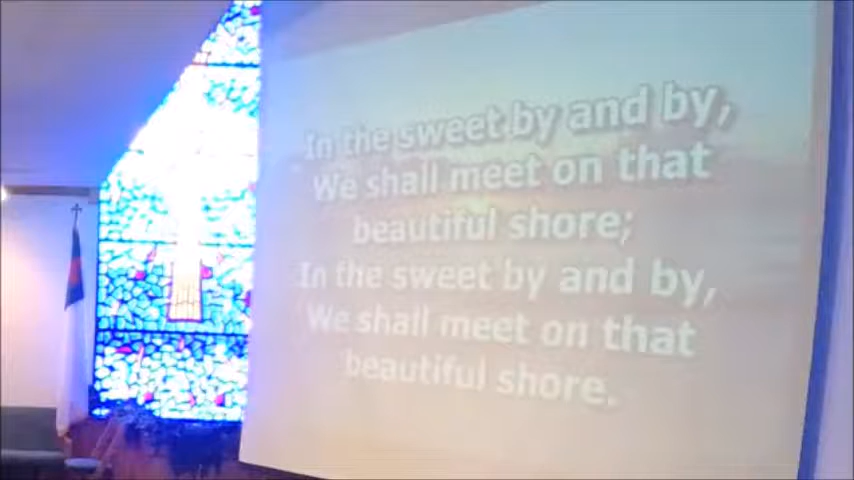 In the sweet by and by,
We shall meet on that
beautiful shore;
In the sweet by and by,
We shall meet on that
beautiful shore.